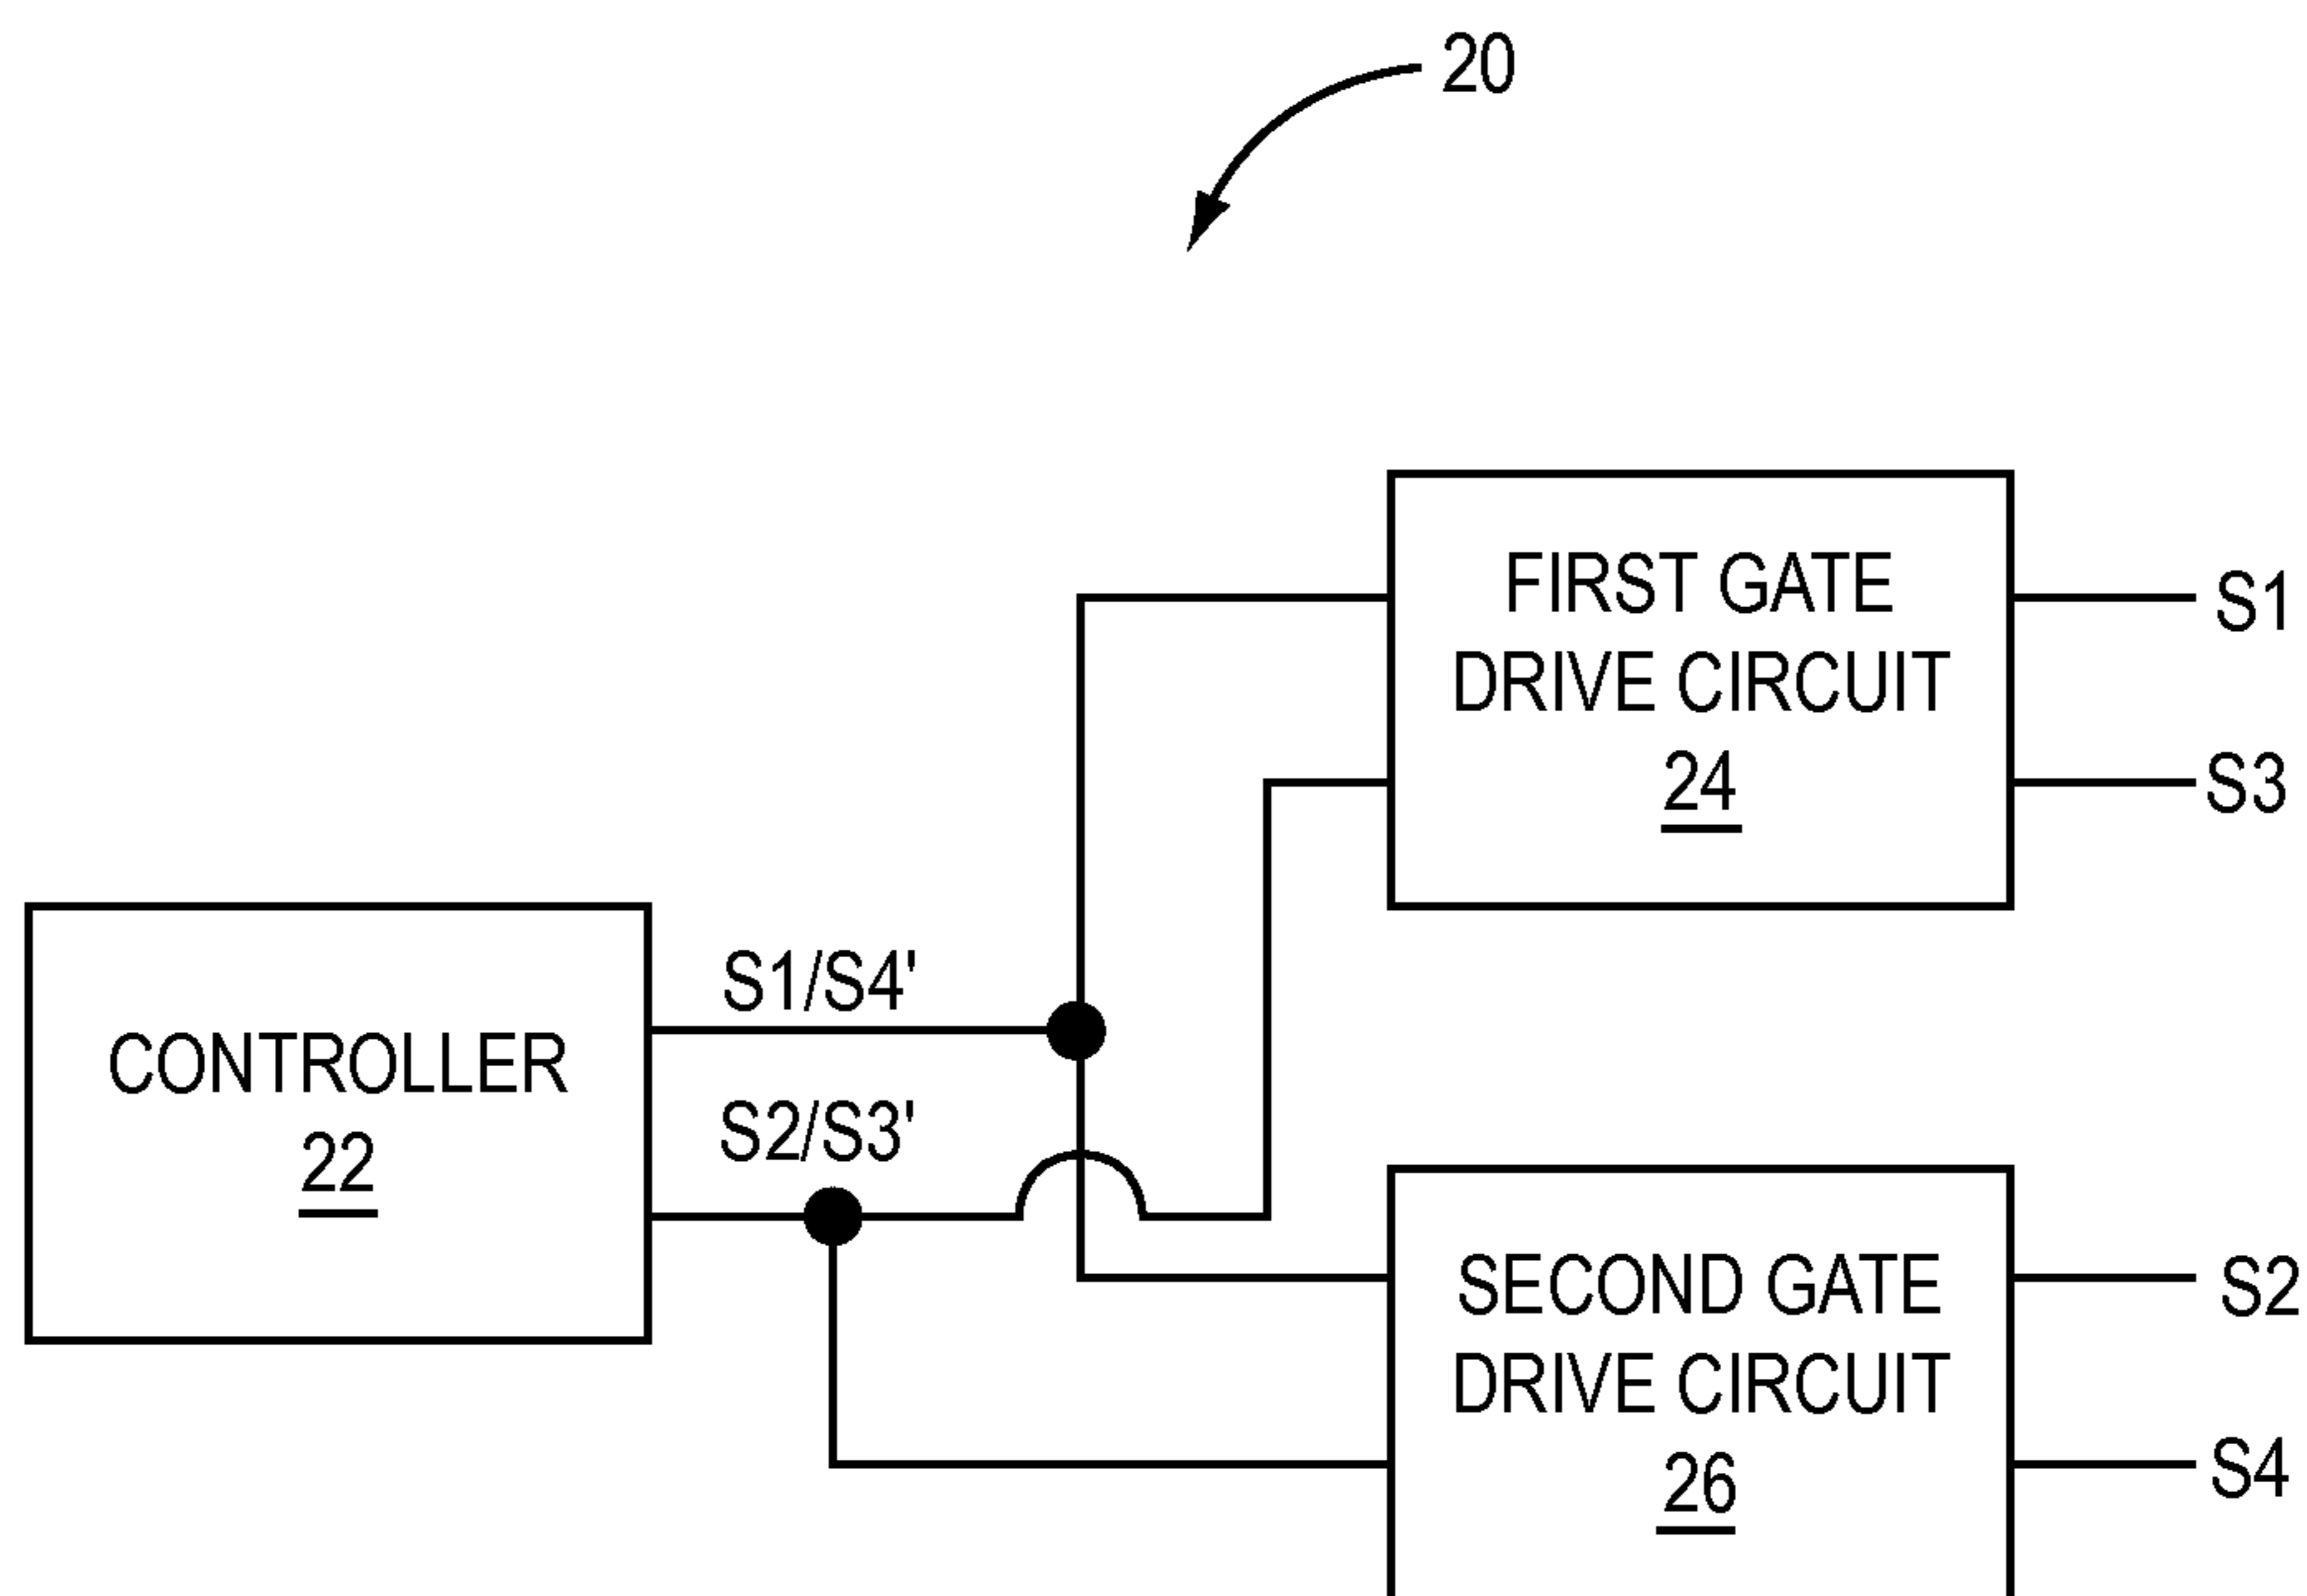 20
FIRST GATE
DRIVE CIRCUIT
24
S1
S3
CONTROLLER
22
S1/S4'
S2/S3'
SECOND GATE
DRIVE CIRCUIT
26
S2
S4